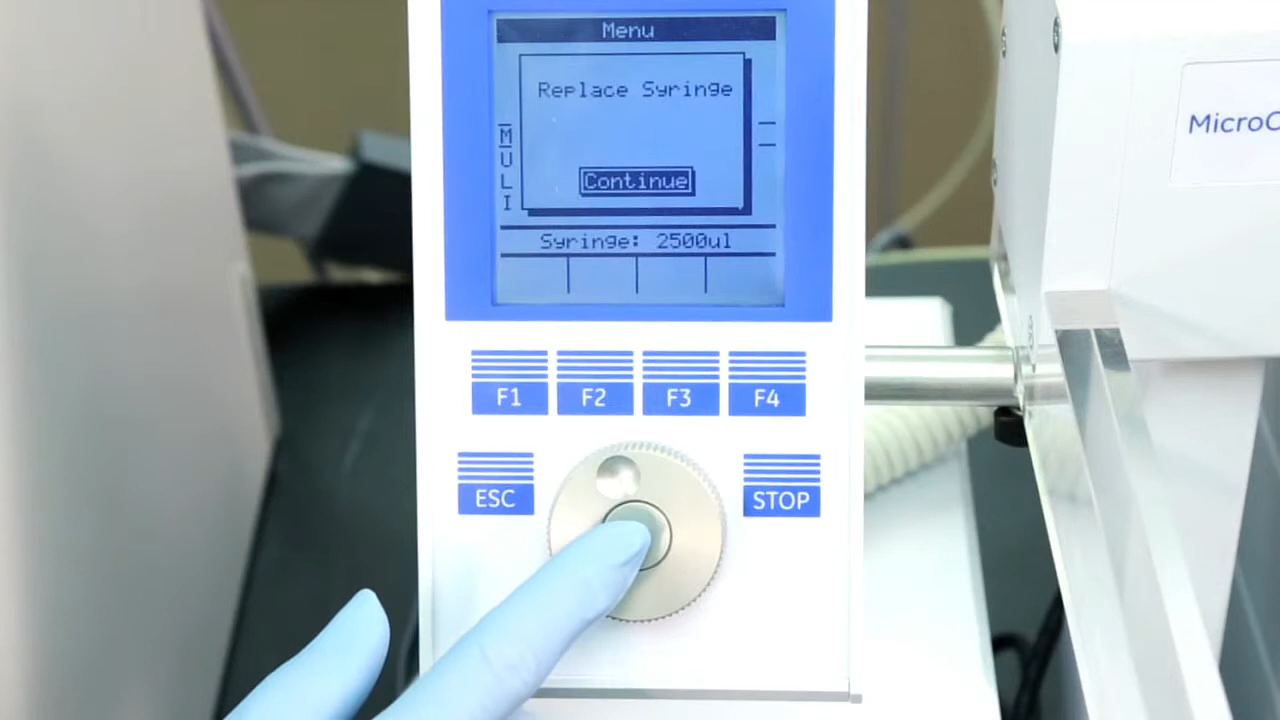 Menu
Replace Syringe
Continue
M
U
L
I
Syringe: 2500ul
F1 F2 F3 F4
ESC STOP
MicroC